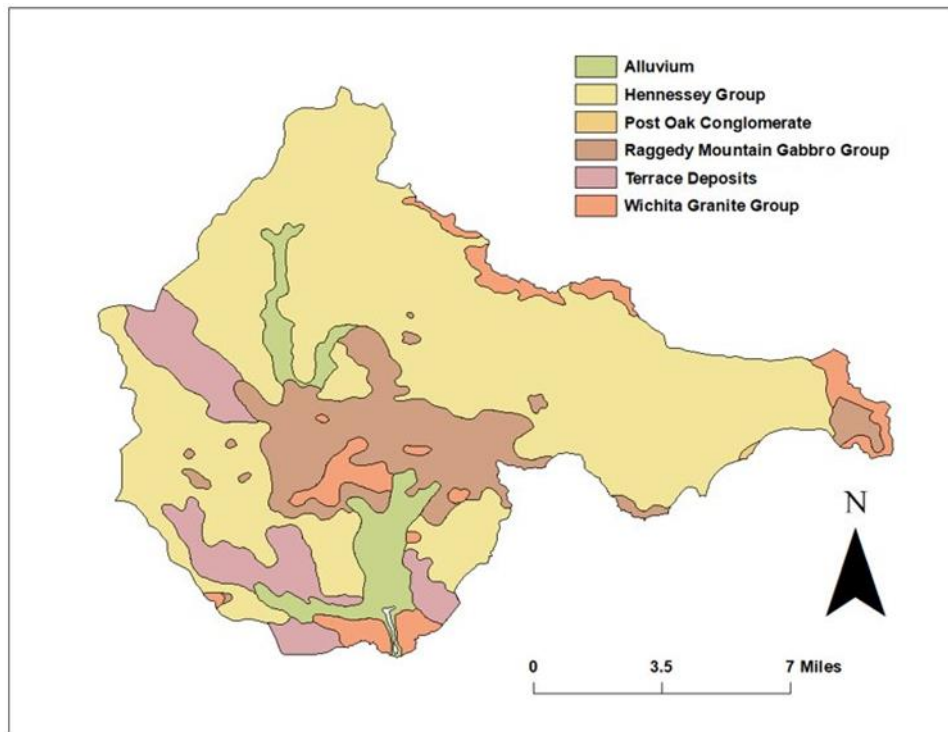 Alluvium
Hennessey Group
Post Oak Conglomerate
Raggedy Mountain Gabbro Group
Terrace Deposits
Wichita Granite Group
N
0 3.5 7 Miles